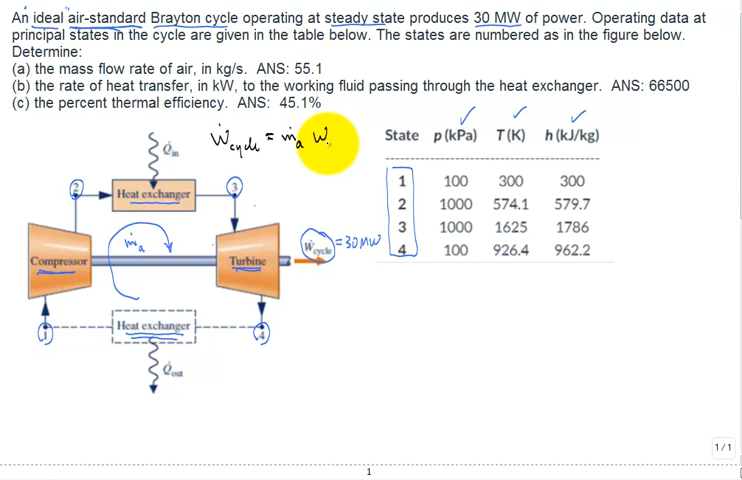 An ideal air-standard Brayton cycle operating at steady state produces 30 MW of power. Operating data at
principal states in the cycle are given in the table below. The states are numbered as in the figure below.
Determine:
(a) the mass flow rate of air, in kg/s. ANS: 55.1
(b) the rate of heat transfer, in kW, to the working fluid passing through the heat exchanger. ANS: 66500
(c) the percent thermal efficiency. ANS: 45.1%
Q̇in
Ẇcycle = ṁa W
State p (kPa) T (K) h (kJ/kg)
1 100 300 300
2 1000 574.1 579.7
3 1000 1625 1786
4 100 926.4 962.2
2
Heat exchanger
3
ṁa
Compressor
Turbine
Ẇcycle = 30MW
1
Heat exchanger
4
Q̇out
1 / 1
1